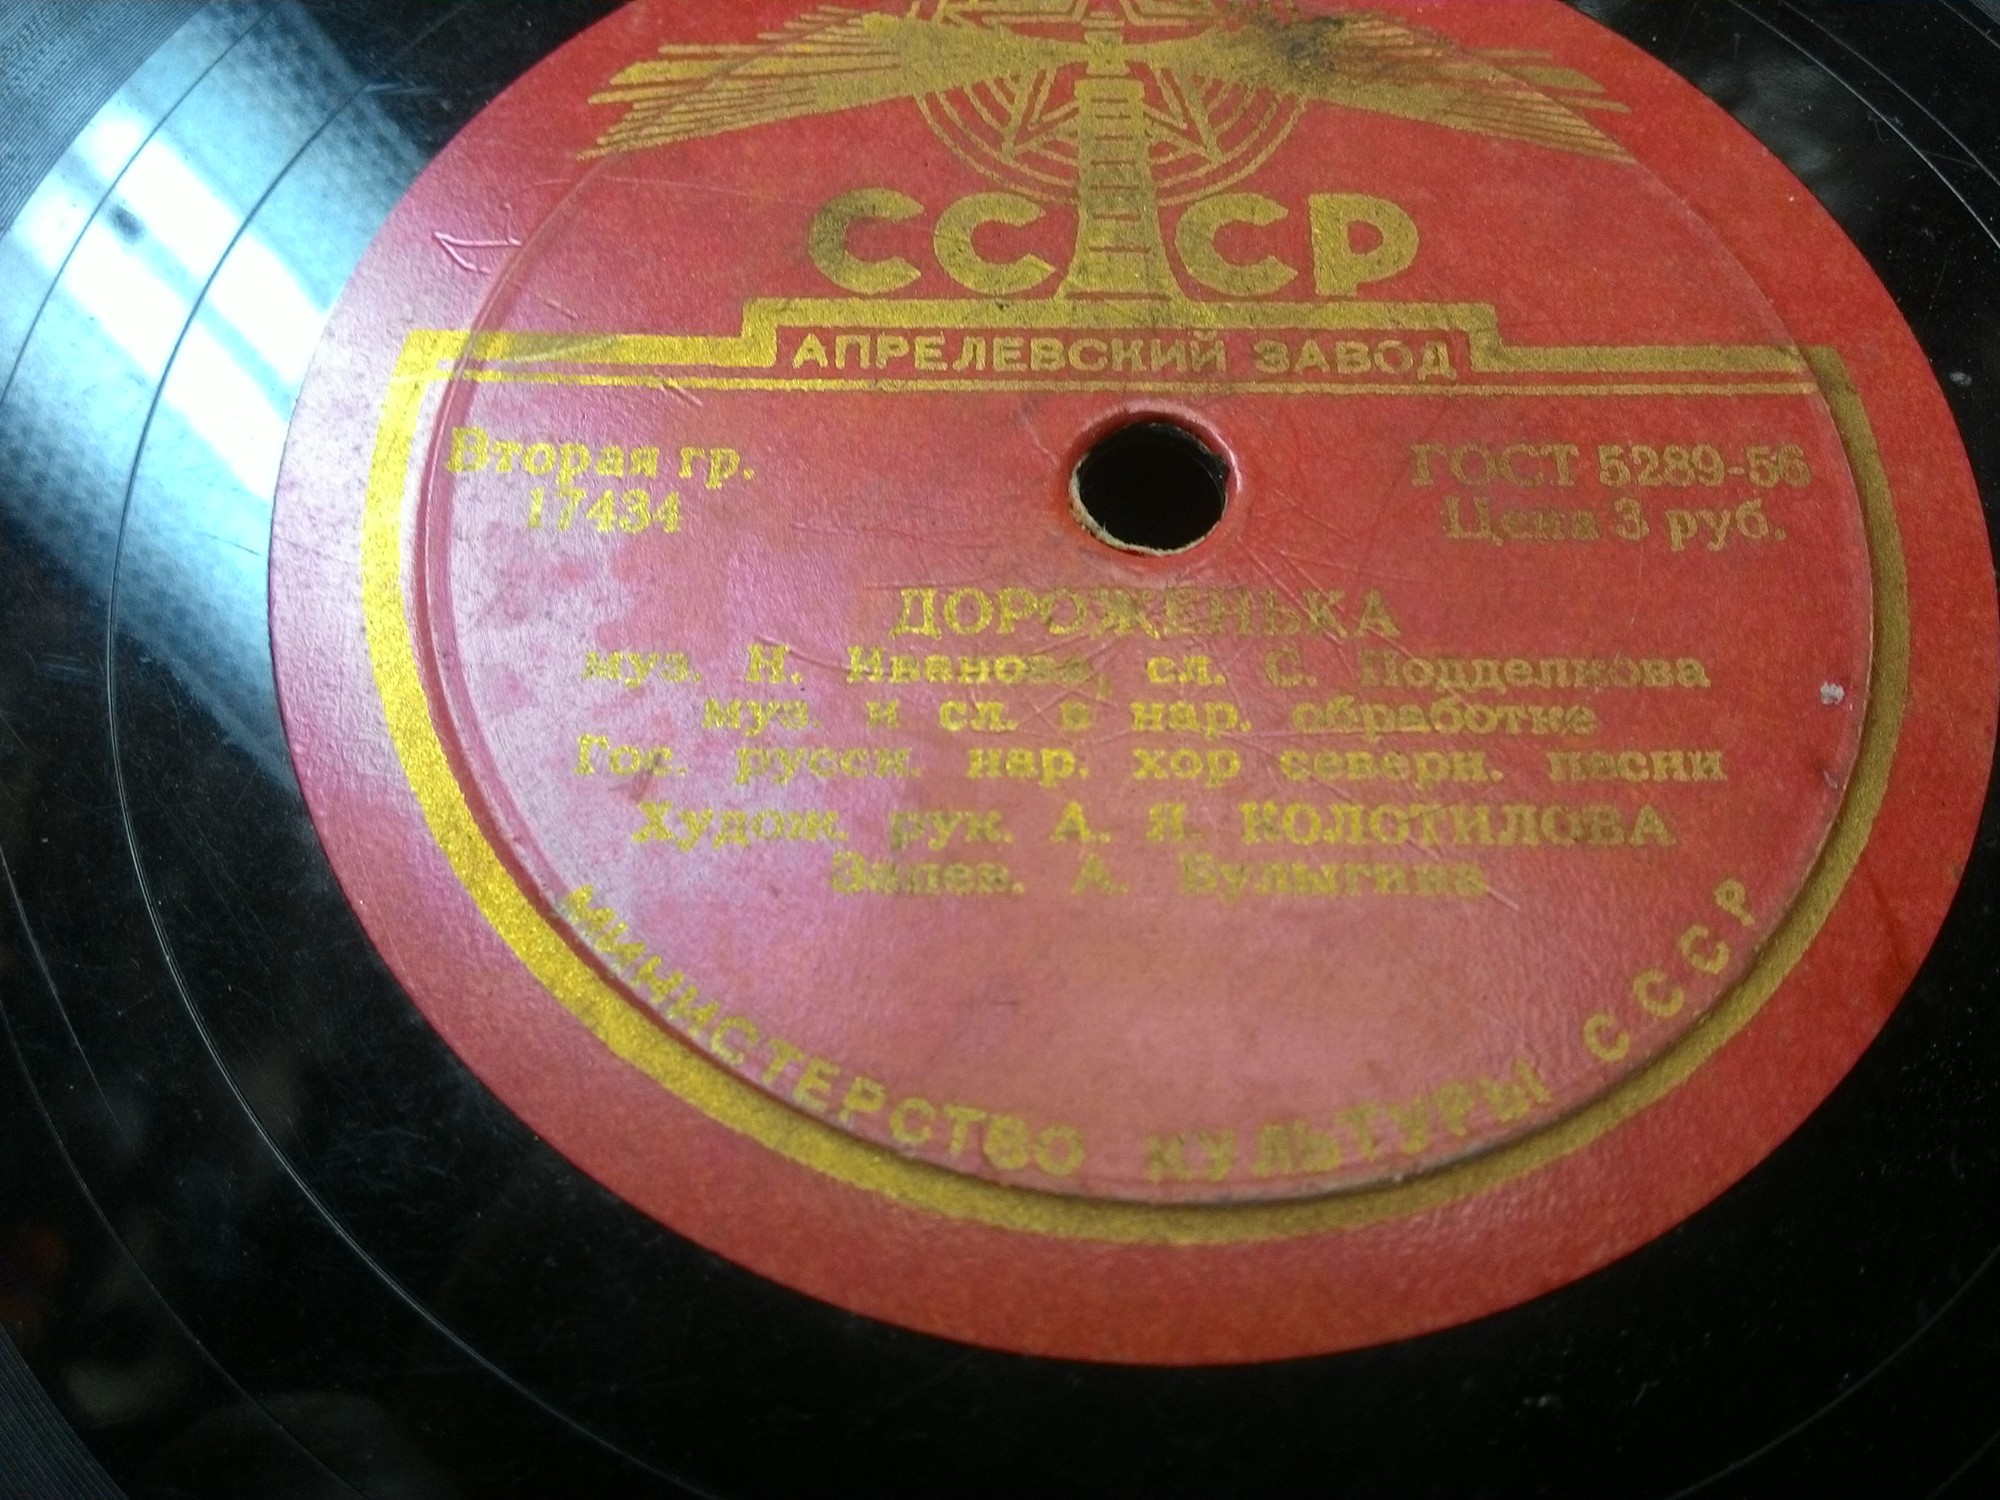 СССР
АПРЕЛЕВСКИЙ ЗАВОД
Вторая гр.
17434
ГОСТ 5289-56
Цена 3 руб.
ДОРОЖЕНЬКА
муз. Н. Иванова, сл. С. Подделкова
муз. и сл. в нар. обработке
Гос. русск. нар. хор северн. песни
Худож. рук. А. Я. КОЛОТИЛОВА
Запев. А. Булыгина
МИНИСТЕРСТВО КУЛЬТУРЫ СССР